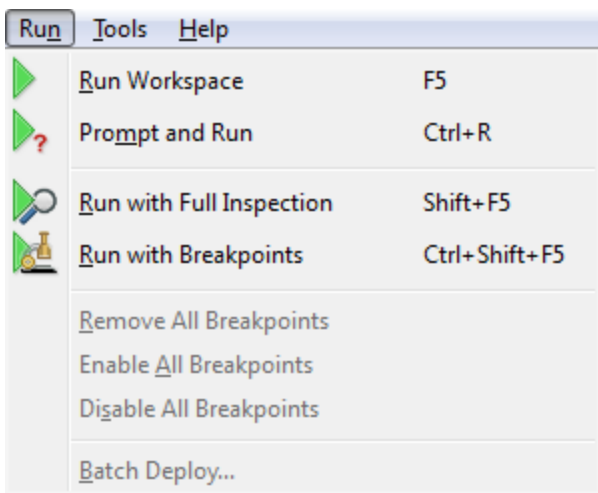 Run Tools Help
Run Workspace F5
Prompt and Run Ctrl+R
?
Run with Full Inspection Shift+F5
Run with Breakpoints Ctrl+Shift+F5
Remove All Breakpoints
Enable All Breakpoints
Disable All Breakpoints
Batch Deploy...